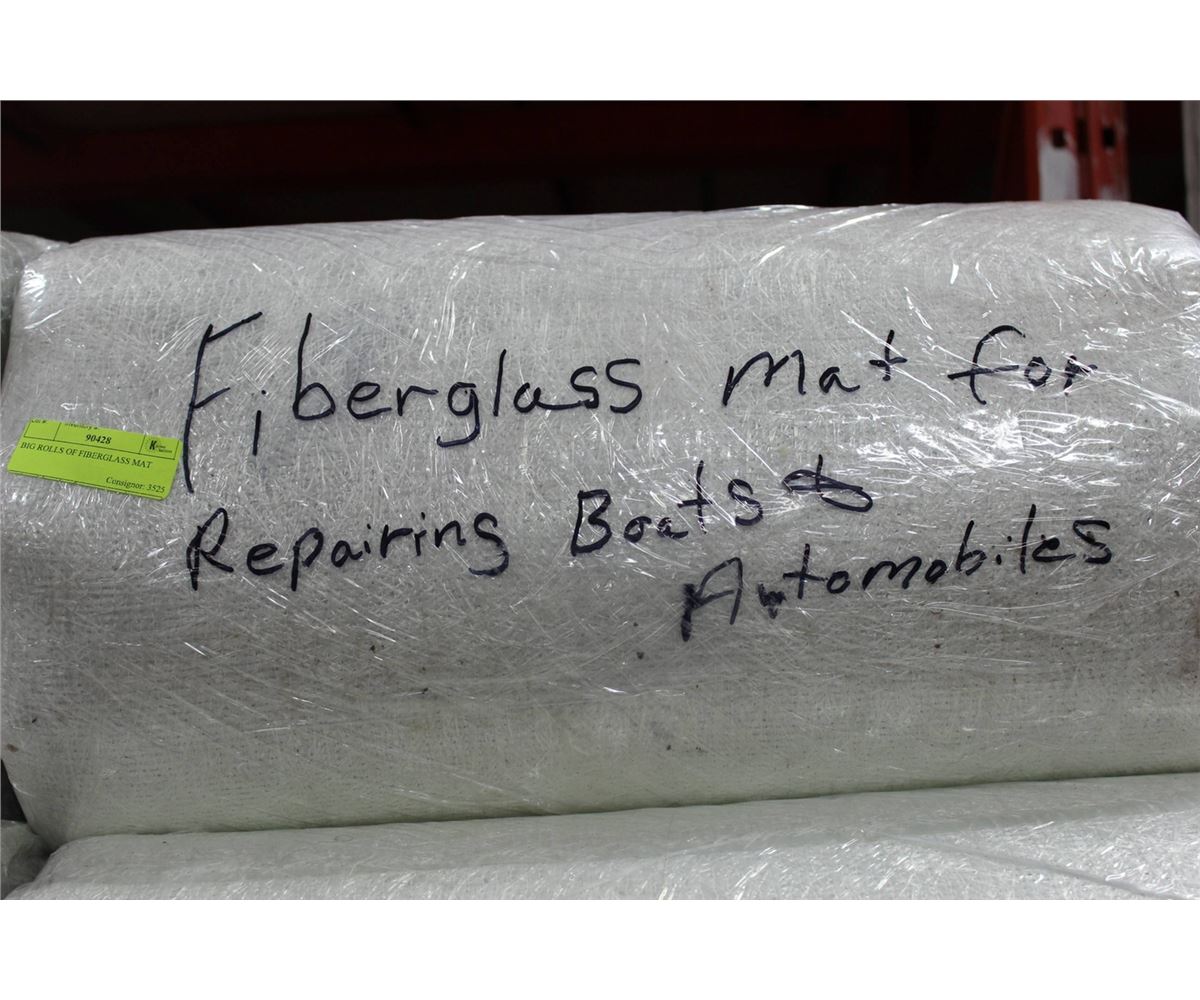 Fiberglass mat for
Repairing Boats &
Automobiles
90428
BIG ROLLS OF FIBERGLASS MAT
Consignor: 3525